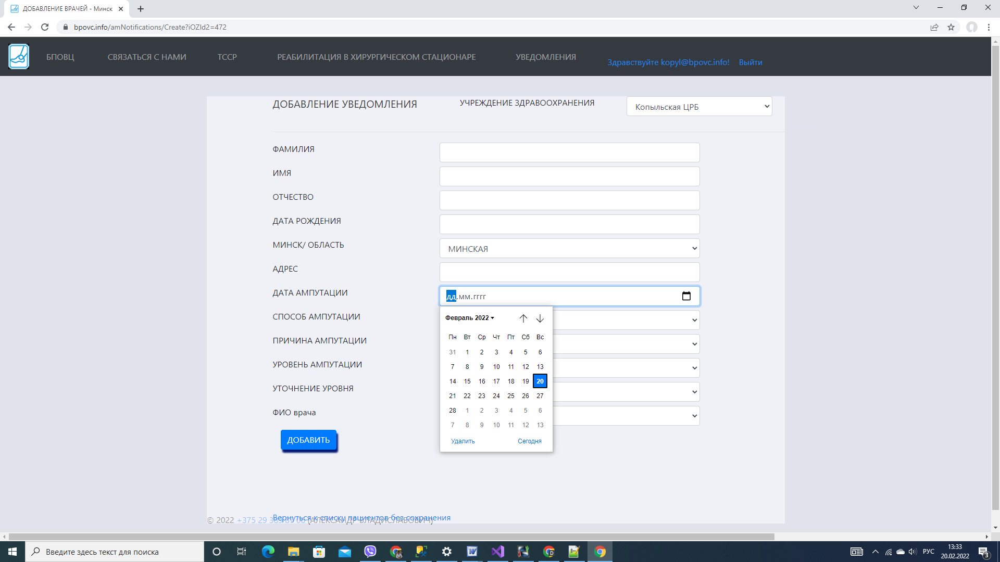 ДОБАВЛЕНИЕ ВРАЧЕЙ - Минск
bpovc.info/amNotifications/Create?iOZId2=472
БПОВЦ СВЯЗАТЬСЯ С НАМИ ТССР РЕАБИЛИТАЦИЯ В ХИРУРГИЧЕСКОМ СТАЦИОНАРЕ УВЕДОМЛЕНИЯ Здравствуйте kopyl@bpovc.info! Выйти
ДОБАВЛЕНИЕ УВЕДОМЛЕНИЯ УЧРЕЖДЕНИЕ ЗДРАВООХРАНЕНИЯ Копыльская ЦРБ
ФАМИЛИЯ
ИМЯ
ОТЧЕСТВО
ДАТА РОЖДЕНИЯ
МИНСК/ ОБЛАСТЬ МИНСКАЯ
АДРЕС
ДАТА АМПУТАЦИИ дд.мм.гггг
СПОСОБ АМПУТАЦИИ
ПРИЧИНА АМПУТАЦИИ
УРОВЕНЬ АМПУТАЦИИ
УТОЧНЕНИЕ УРОВНЯ
ФИО врача
Февраль 2022
Пн Вт Ср Чт Пт Сб Вс
31 1 2 3 4 5 6
7 8 9 10 11 12 13
14 15 16 17 18 19 20
21 22 23 24 25 26 27
28 1 2 3 4 5 6
7 8 9 10 11 12 13
Удалить Сегодня
ДОБАВИТЬ
Вернуться к списку пациентов без сохранения
© 2022 +375 29 (АЛЕКСАНДР ВЛАДИСЛАВОВИЧ)
Введите здесь текст для поиска
РУС
13:33
20.02.2022
3